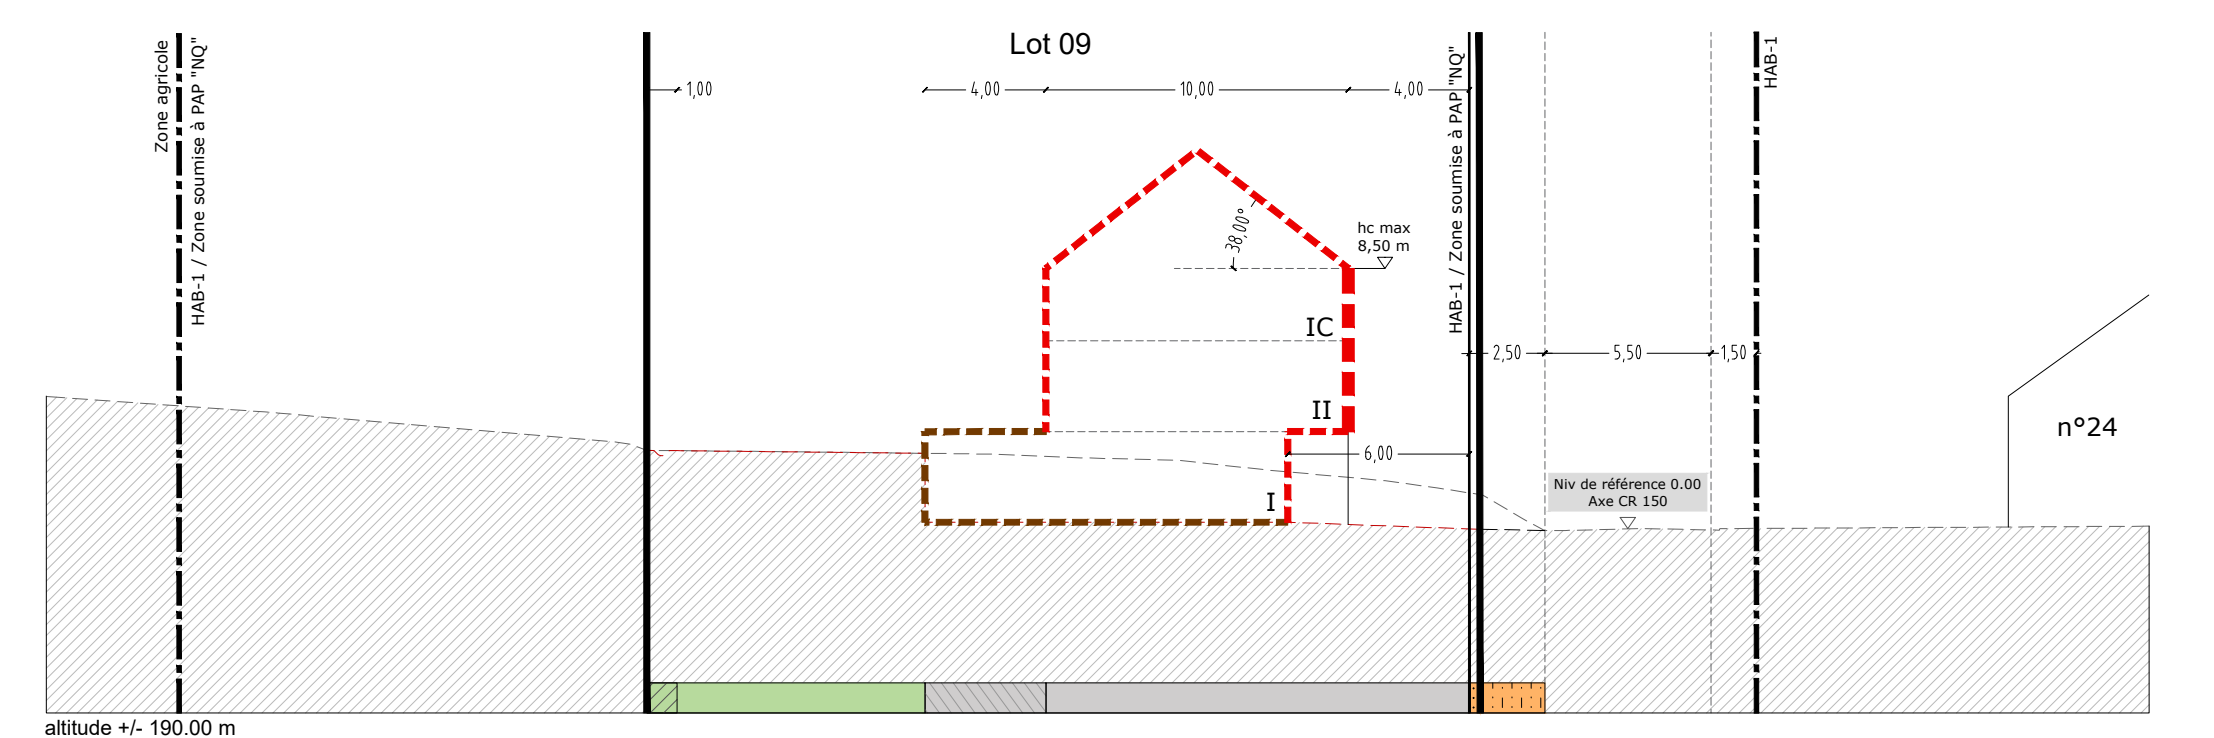 Lot 09
Zone agricole
HAB-1 / Zone soumise à PAP "NQ"
1,00
4,00
10,00
4,00
HAB-1 / Zone soumise à PAP "NQ"
HAB-1
38,00°
hc max
8,50 m
IC
2,50
5,50
1,50
II
n°24
6,00
I
Niv de référence 0.00
Axe CR 150
altitude +/- 190.00 m